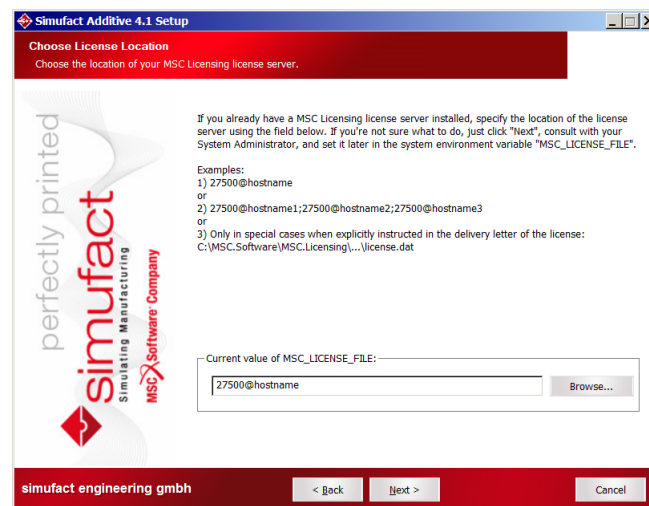 Simufact Additive 4.1 Setup
Choose License Location
Choose the location of your MSC Licensing license server.
perfectly printed
simufact
Simulating Manufacturing
MSC Software Company
If you already have a MSC Licensing license server installed, specify the location of the license
server using the field below. If you're not sure what to do, just click "Next", consult with your
System Administrator, and set it later in the system environment variable "MSC_LICENSE_FILE".
Examples:
1) 27500@hostname
or
2) 27500@hostname1;27500@hostname2;27500@hostname3
or
3) Only in special cases when explicitly instructed in the delivery letter of the license:
C:\MSC.Software\MSC.Licensing\...\license.dat
Current value of MSC_LICENSE_FILE:
27500@hostname
Browse...
simufact engineering gmbh
< Back
Next >
Cancel